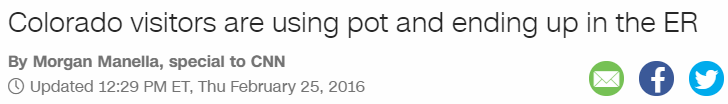 Colorado visitors are using pot and ending up in the ER
By Morgan Manella, special to CNN
Updated 12:29 PM ET, Thu February 25, 2016